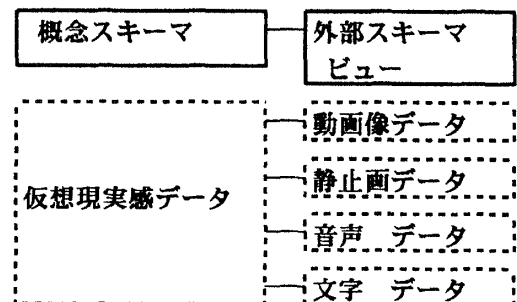 概念スキーマ
外部スキーマ
ビュー
動画像データ
静止画データ
仮想現実感データ
音声 データ
文字 データ